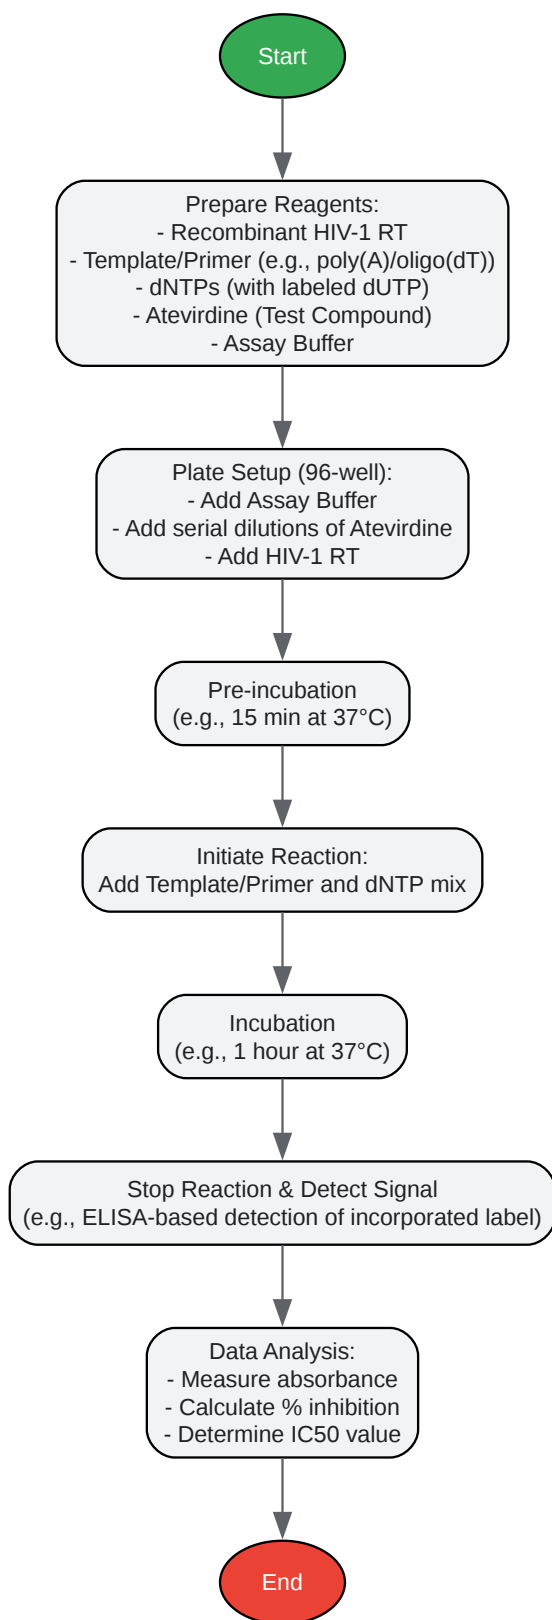 Start
Prepare Reagents:
- Recombinant HIV-1 RT
- Template/Primer (e.g., poly(A)/oligo(dT))
- dNTPs (with labeled dUTP)
- Atevirdine (Test Compound)
- Assay Buffer
Plate Setup (96-well):
- Add Assay Buffer
- Add serial dilutions of Atevirdine
- Add HIV-1 RT
Pre-incubation
(e.g., 15 min at 37°C)
Initiate Reaction:
Add Template/Primer and dNTP mix
Incubation
(e.g., 1 hour at 37°C)
Stop Reaction & Detect Signal
(e.g., ELISA-based detection of incorporated label)
Data Analysis:
- Measure absorbance
- Calculate % inhibition
- Determine IC50 value
End